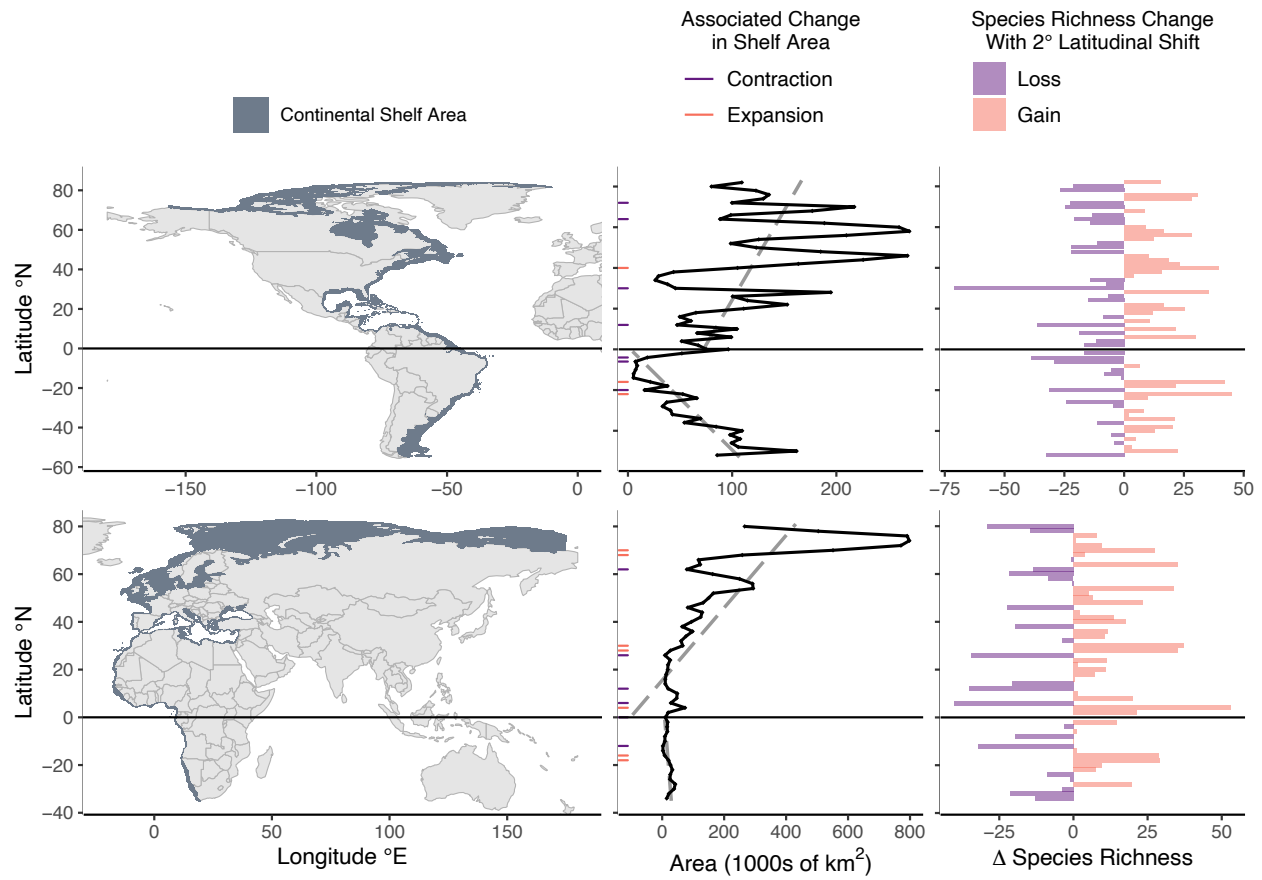 Associated Change
in Shelf Area
Contraction
Expansion
Species Richness Change
With 2° Latitudinal Shift
Loss
Gain
Continental Shelf Area
Latitude °N
80
60
40
20
0
−20
−40
−60
−150
−100
−50
0
0
100
200
−75
−50
−25
0
25
50
Latitude °N
80
60
40
20
0
−20
−40
0
50
100
150
Longitude °E
0
200
400
600
800
Area (1000s of km²)
−25
0
25
50
Δ Species Richness